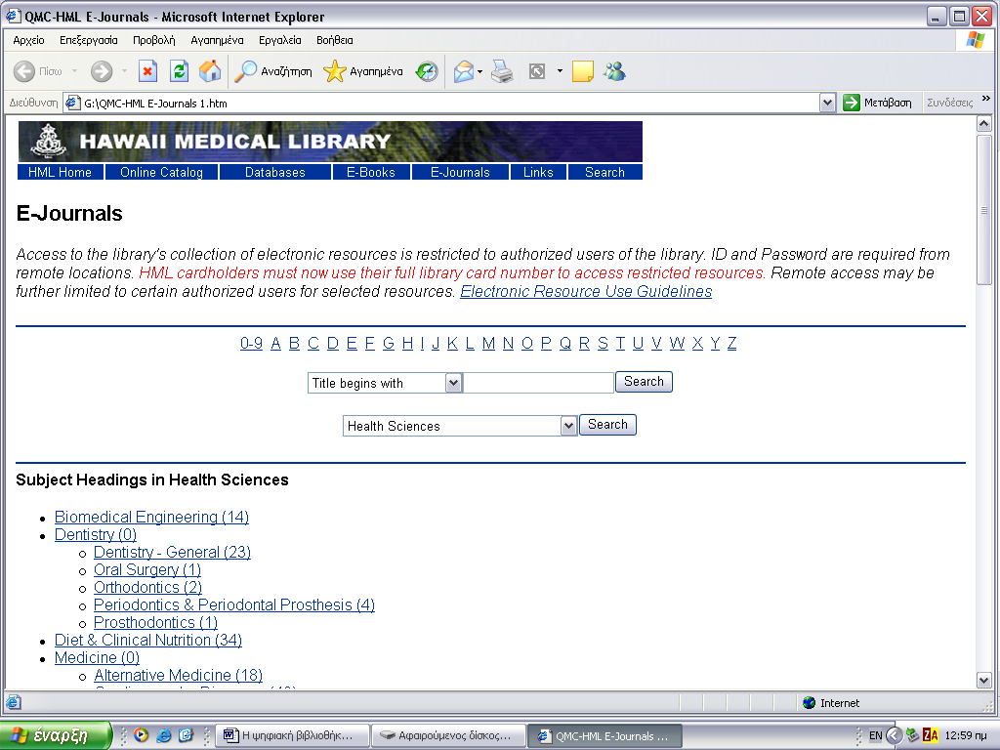 QMC-HML E-Journals - Microsoft Internet Explorer
Αρχείο Επεξεργασία Προβολή Αγαπημένα Εργαλεία Βοήθεια
Πίσω Αναζήτηση Αγαπημένα
Διεύθυνση G:\QMC-HML E-Journals 1.htm Μετάβαση Συνδέσεις »
HAWAII MEDICAL LIBRARY
HML Home Online Catalog Databases E-Books E-Journals Links Search
E-Journals
Access to the library's collection of electronic resources is restricted to authorized users of the library. ID and Password are required from
remote locations. HML cardholders must now use their full library card number to access restricted resources. Remote access may be
further limited to certain authorized users for selected resources. Electronic Resource Use Guidelines
0-9 A B C D E F G H I J K L M N O P Q R S T U V W X Y Z
Title begins with Search
Health Sciences Search
Subject Headings in Health Sciences
Biomedical Engineering (14)
Dentistry (0)
Dentistry - General (23)
Oral Surgery (1)
Orthodontics (2)
Periodontics & Periodontal Prosthesis (4)
Prosthodontics (1)
Diet & Clinical Nutrition (34)
Medicine (0)
Alternative Medicine (18)
Internet
έναρξη Η ψηφιακή βιβλιοθήκ... Αφαιρούμενος δίσκος... QMC-HML E-Journals ... EN ZA 12:59 πμ